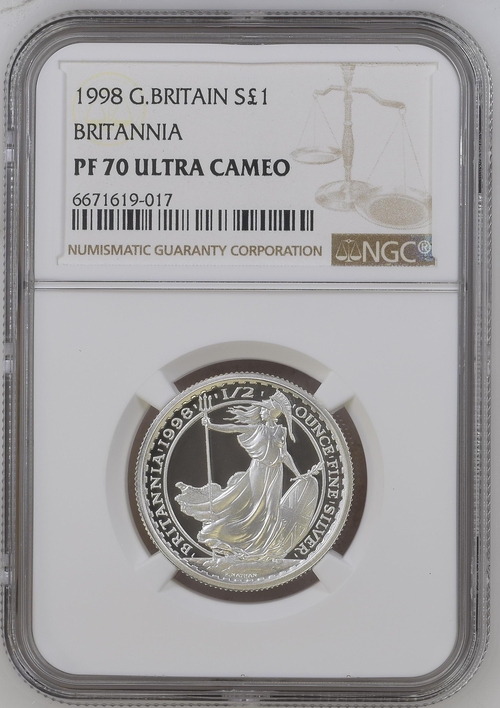 1998 G.BRITAIN S£1
BRITANNIA
PF 70 ULTRA CAMEO
6671619-017
NUMISMATIC GUARANTY CORPORATION
NGC®
BRITANNIA · 1998 · 1/2 OUNCE · FINE · SILVER ·
P. NATHAN